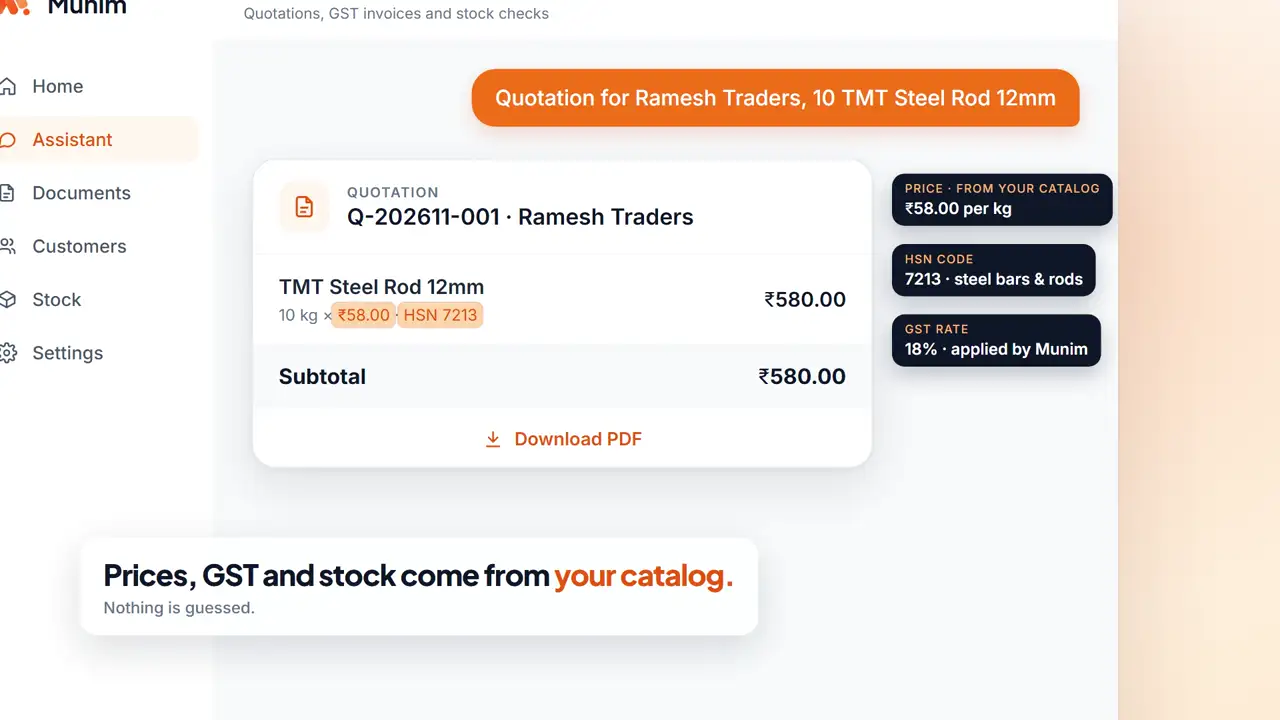 Munim
Quotations, GST invoices and stock checks
Home
Assistant
Documents
Customers
Stock
Settings
Quotation for Ramesh Traders, 10 TMT Steel Rod 12mm
QUOTATION
Q-202611-001 · Ramesh Traders
TMT Steel Rod 12mm
₹580.00
10 kg × ₹58.00 · HSN 7213
Subtotal
₹580.00
Download PDF
PRICE · FROM YOUR CATALOG
₹58.00 per kg
HSN CODE
7213 · steel bars & rods
GST RATE
18% · applied by Munim
Prices, GST and stock come from your catalog.
Nothing is guessed.